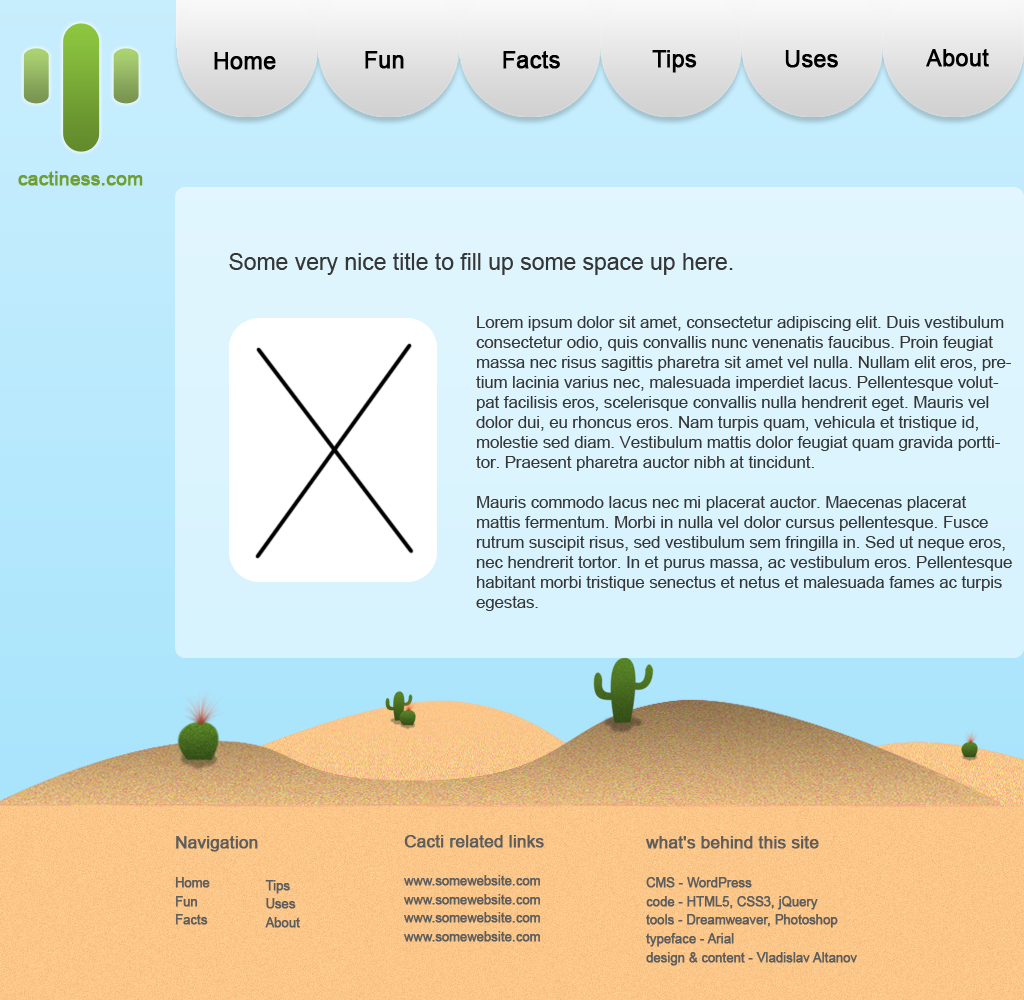 Home Fun Facts Tips Uses About
cactiness.com
Some very nice title to fill up some space up here.
Lorem ipsum dolor sit amet, consectetur adipiscing elit. Duis vestibulum
consectetur odio, quis convallis nunc venenatis faucibus. Proin feugiat
massa nec risus sagittis pharetra sit amet vel nulla. Nullam elit eros, pre-
tium lacinia varius nec, malesuada imperdiet lacus. Pellentesque volut-
pat facilisis eros, scelerisque convallis nulla hendrerit eget. Mauris vel
dolor dui, eu rhoncus eros. Nam turpis quam, vehicula et tristique id,
molestie sed diam. Vestibulum mattis dolor feugiat quam gravida portti-
tor. Praesent pharetra auctor nibh at tincidunt.
Mauris commodo lacus nec mi placerat auctor. Maecenas placerat
mattis fermentum. Morbi in nulla vel dolor cursus pellentesque. Fusce
rutrum suscipit risus, sed vestibulum sem fringilla in. Sed ut neque eros,
nec hendrerit tortor. In et purus massa, ac vestibulum eros. Pellentesque
habitant morbi tristique senectus et netus et malesuada fames ac turpis
egestas.
Navigation
Home
Fun
Facts
Tips
Uses
About
Cacti related links
www.somewebsite.com
www.somewebsite.com
www.somewebsite.com
www.somewebsite.com
what's behind this site
CMS - WordPress
code - HTML5, CSS3, jQuery
tools - Dreamweaver, Photoshop
typeface - Arial
design & content - Vladislav Altanov